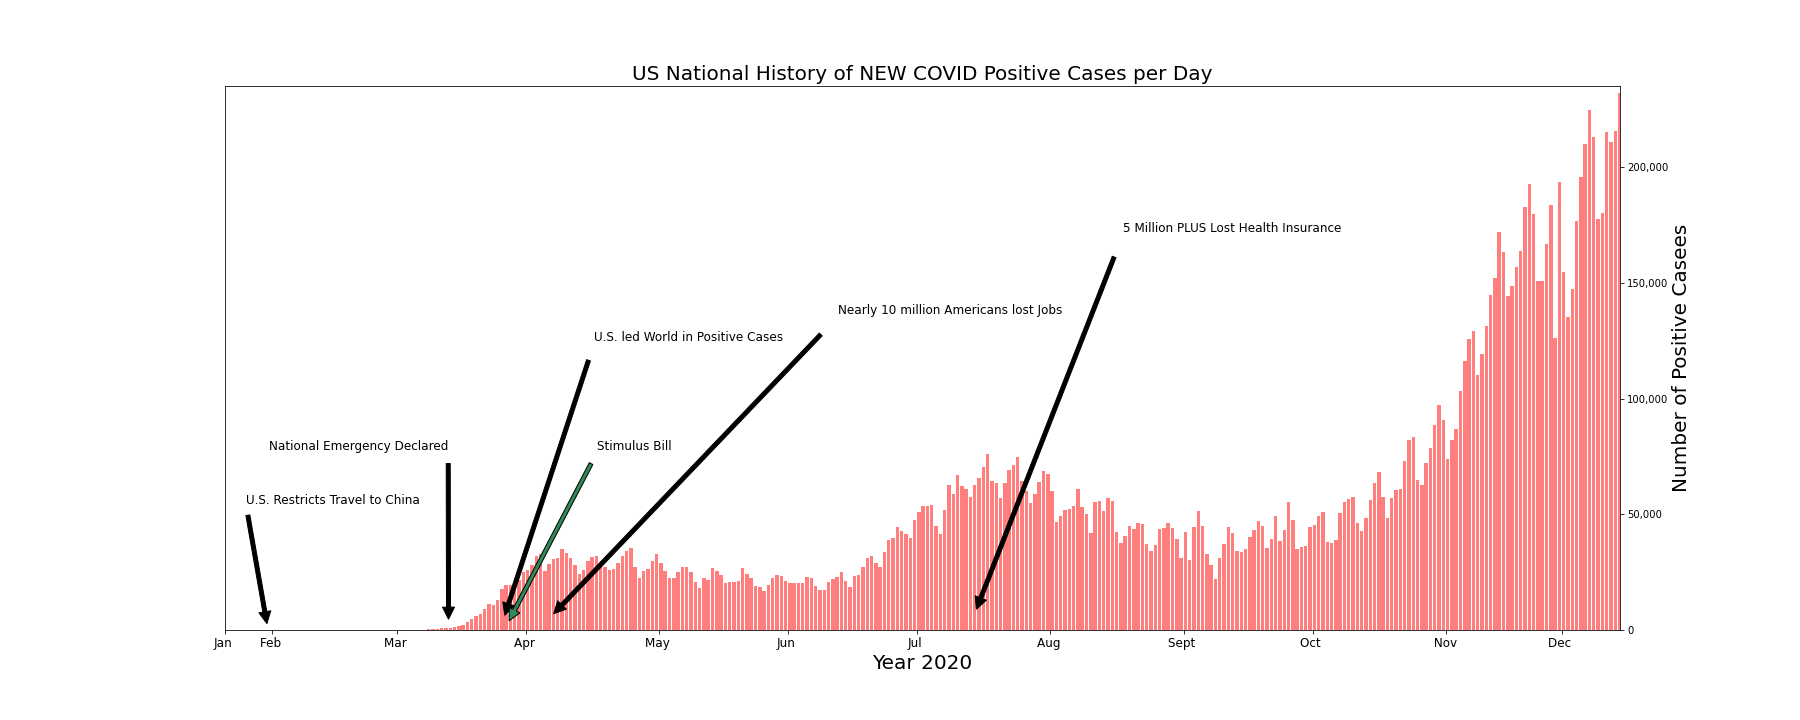 US National History of NEW COVID Positive Cases per Day
200,000
5 Million PLUS Lost Health Insurance
150,000
Nearly 10 million Americans lost Jobs
U.S. led World in Positive Cases
100,000
National Emergency Declared
Stimulus Bill
U.S. Restricts Travel to China
50,000
0
Number of Positive Casees
Jan Feb Mar Apr May Jun Jul Aug Sept Oct Nov Dec
Year 2020